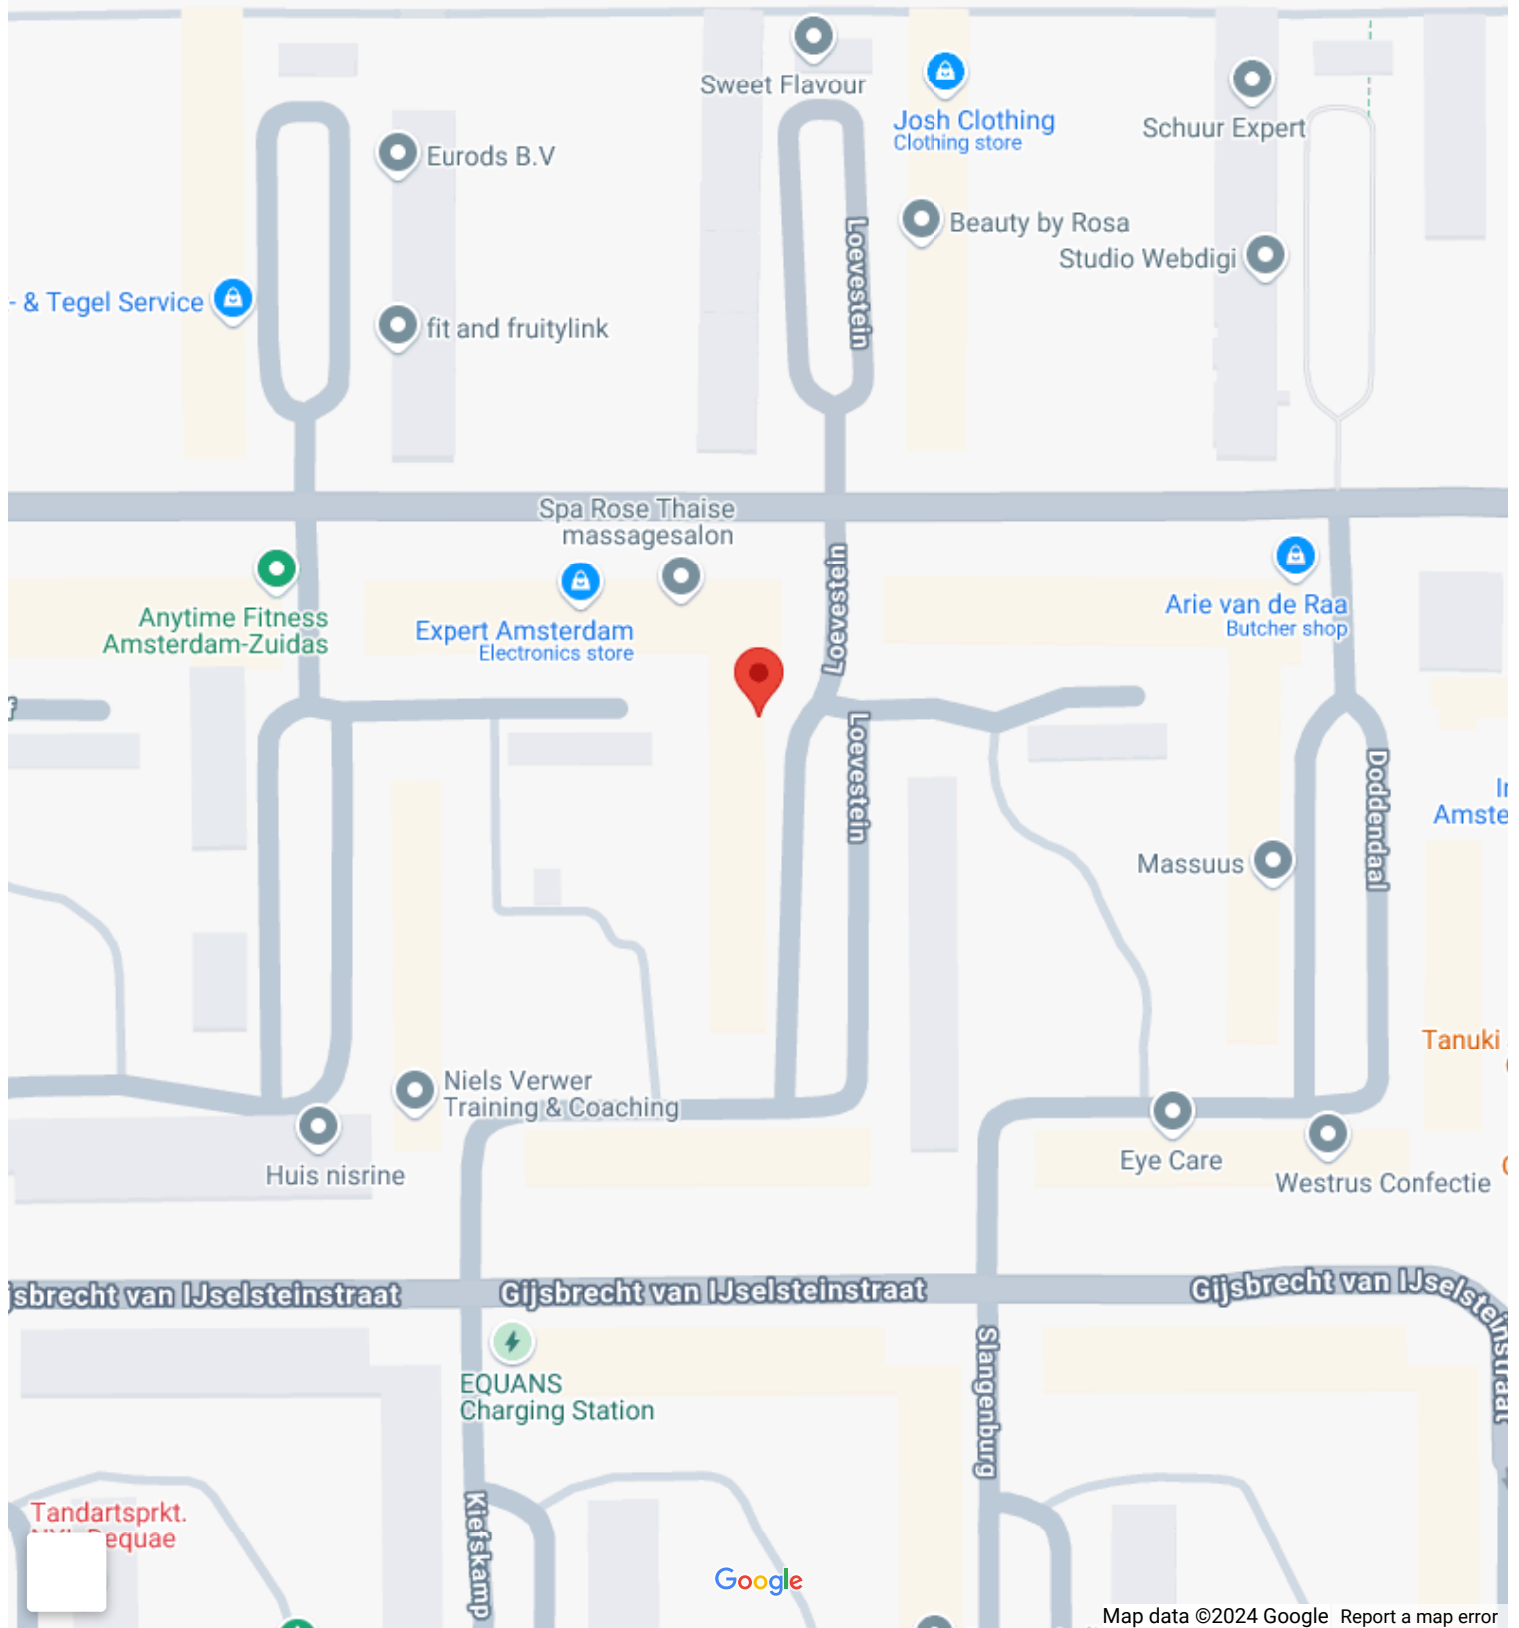 Sweet Flavour
Josh Clothing
Clothing store
Schuur Expert
Eurods B.V
Beauty by Rosa
Studio Webdigi
Loevestein
- & Tegel Service
fit and fruitylink
Spa Rose Thaise
massagesalon
Loevestein
Anytime Fitness
Amsterdam-Zuidas
Expert Amsterdam
Electronics store
Arie van de Raa
Butcher shop
f
Loevestein
Doddendaal
Amste
Massuus
Tanuki
Niels Verwer
Training & Coaching
Huis nisrine
Eye Care
Westrus Confectie
jsbrecht van IJselsteinstraat
Gijsbrecht van IJselsteinstraat
Gijsbrecht van IJselsteinstraat
EQUANS
Charging Station
Slangenburg
Kiefskamp
Tandartsprkt.
equae
Google
Map data ©2024 Google
Report a map error